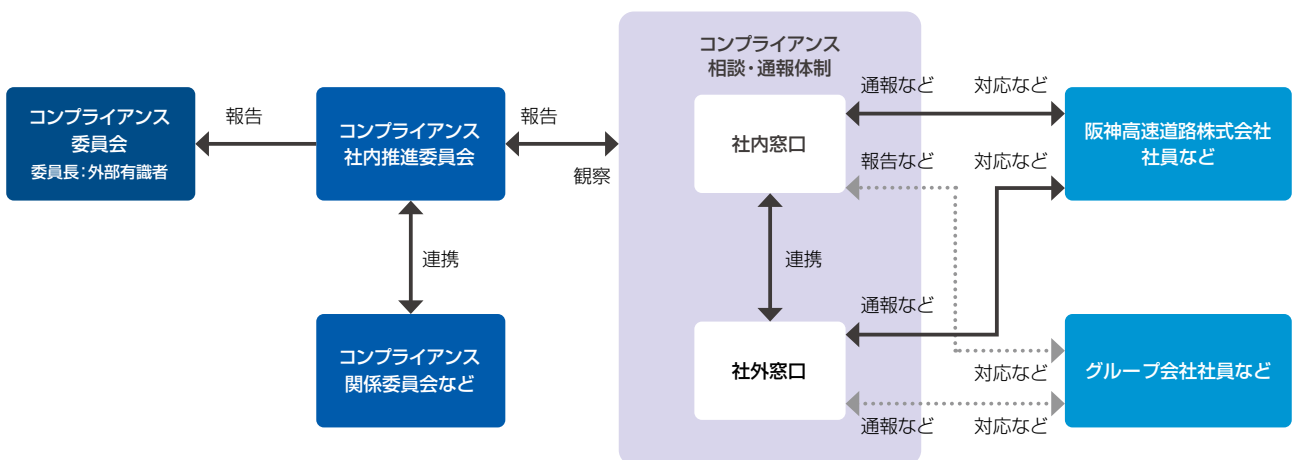 コンプライアンス
委員会
委員長：外部有識者
報告
コンプライアンス
社内推進委員会
報告
観察
連携
コンプライアンス
関係委員会など
コンプライアンス
相談・通報体制
社内窓口
連携
社外窓口
通報など
対応など
報告など
対応など
通報など
対応など
通報など
対応など
阪神高速道路株式会社
社員など
グループ会社社員など